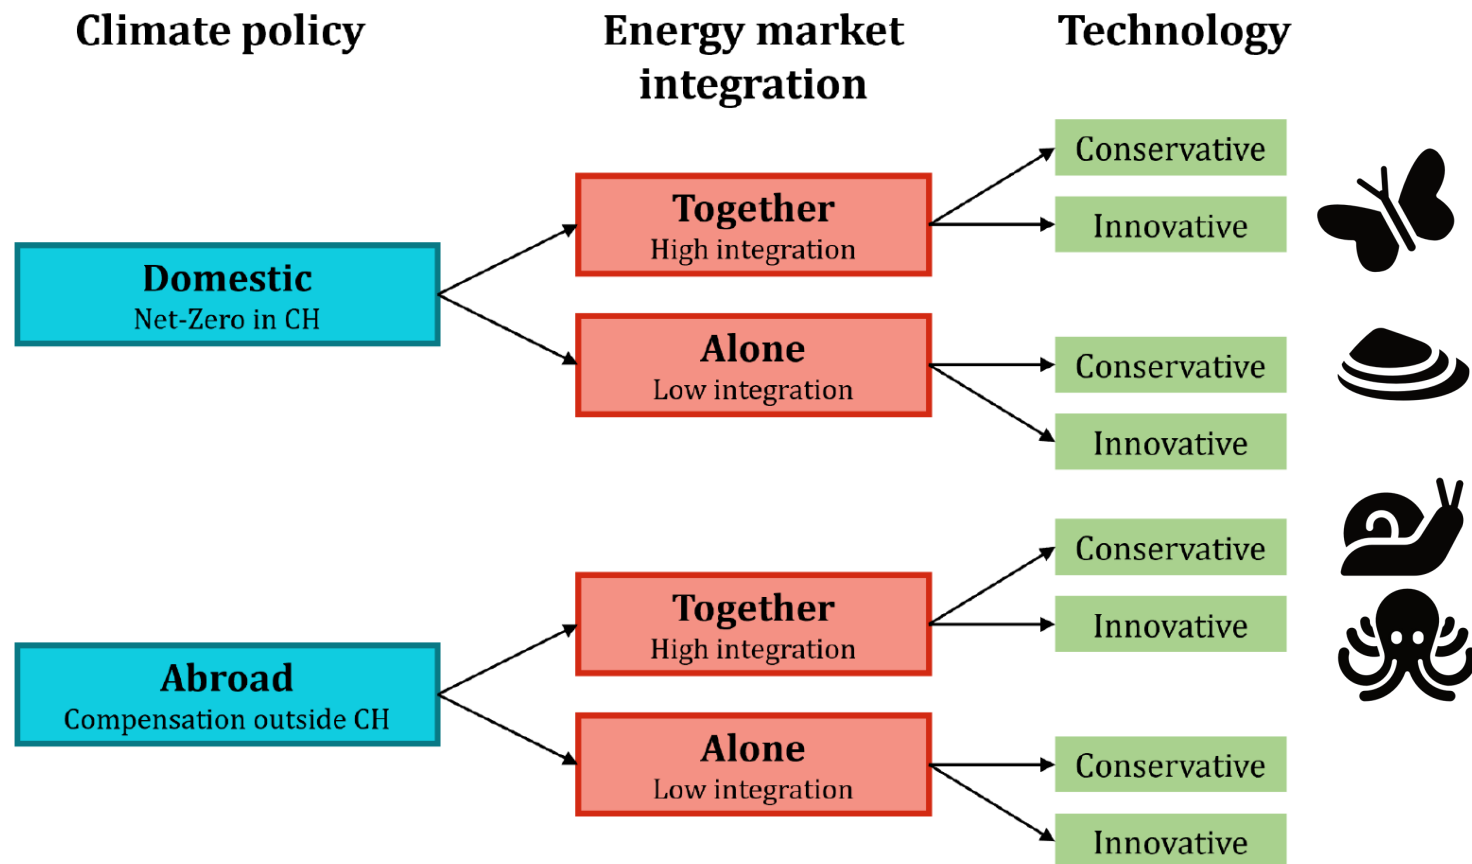 Climate policy
Energy market
integration
Technology
Domestic
Net-Zero in CH
Together
High integration
Conservative
Innovative
Alone
Low integration
Conservative
Innovative
Abroad
Compensation outside CH
Together
High integration
Conservative
Innovative
Alone
Low integration
Conservative
Innovative